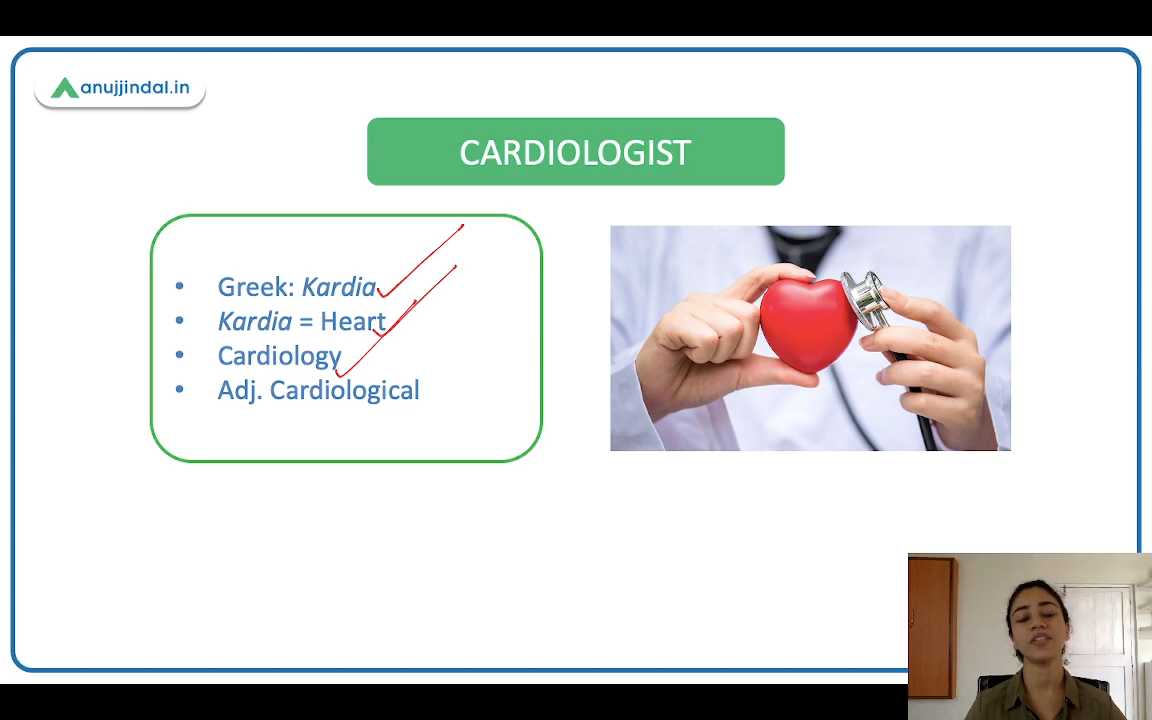 anujjindal.in
CARDIOLOGIST
• Greek: Kardia
• Kardia = Heart
• Cardiology
• Adj. Cardiological